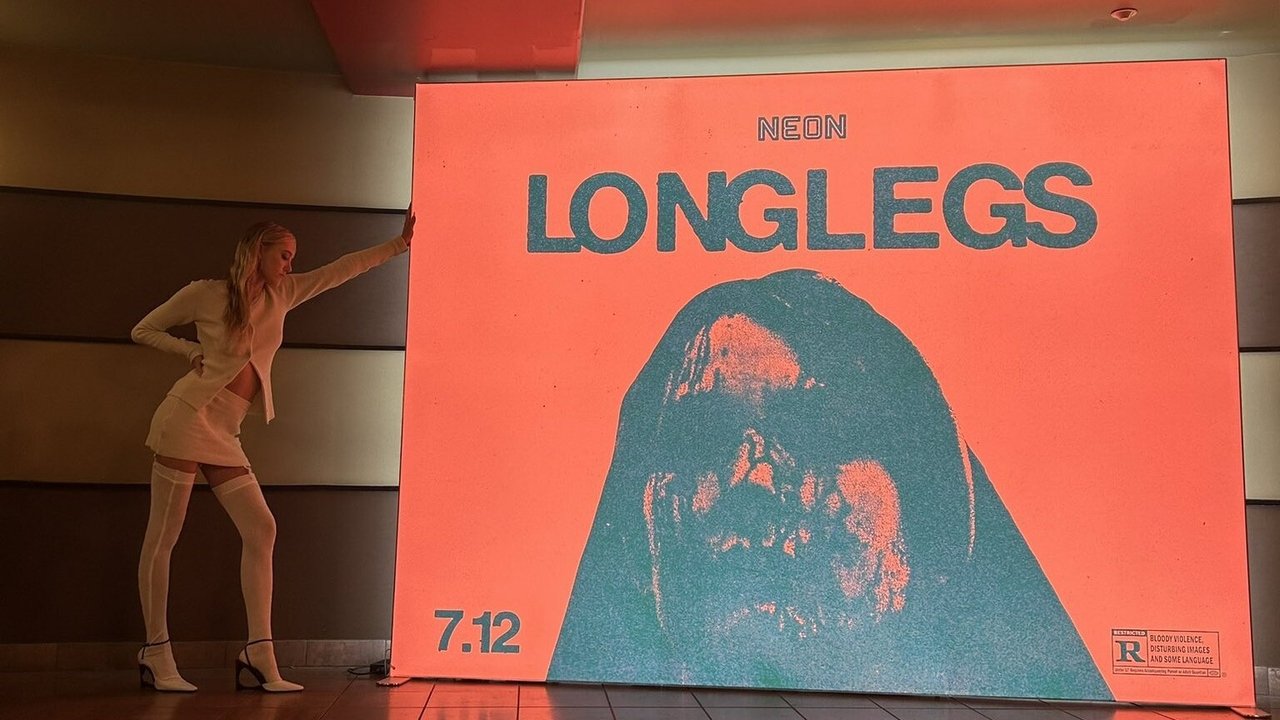 NEON
LONGLEGS
7.12
RESTRICTED
R
BLOODY VIOLENCE,
DISTURBING IMAGES
AND SOME LANGUAGE